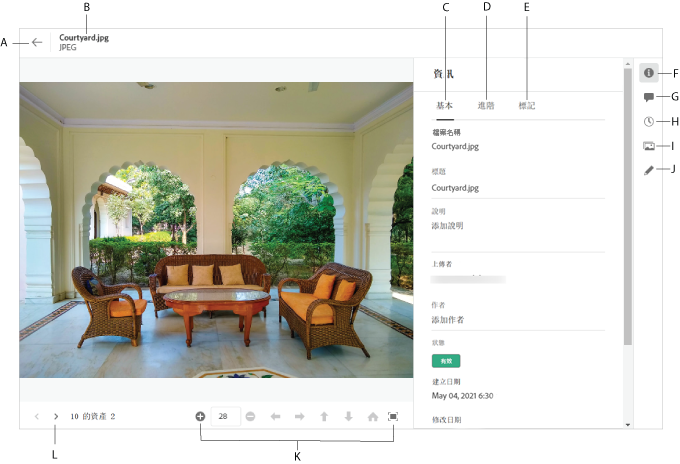 B
C
D
E
A
Courtyard.jpg
JPEG
資訊
F
基本
進階
標記
G
檔案名稱
Courtyard.jpg
H
標題
I
Courtyard.jpg
J
說明
添加說明
上傳者
作者
添加作者
狀態
有效
建立日期
May 04, 2021 6:30
修改日期
10 的資產 2
28
L
K